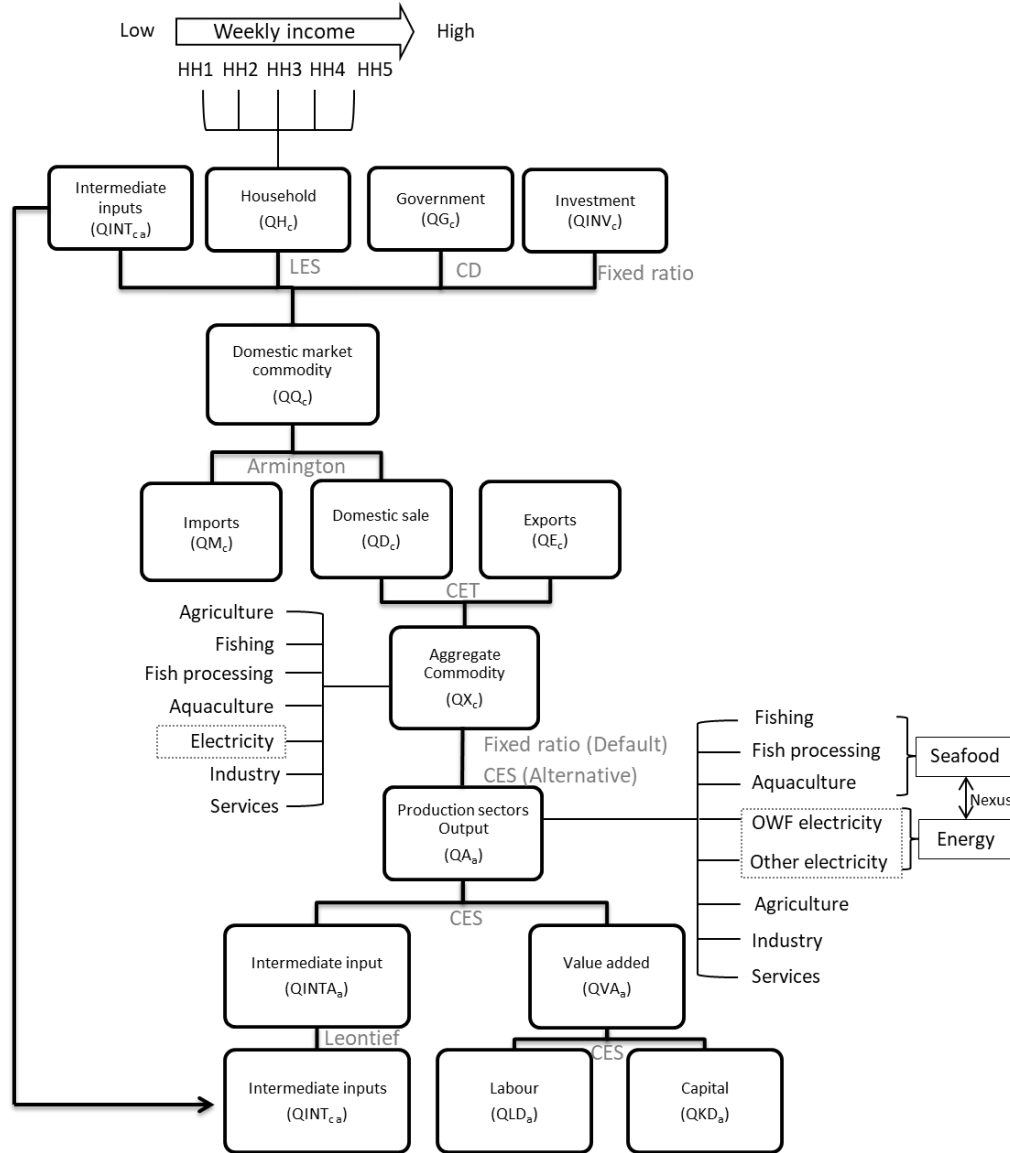 Low Weekly income High
HH1 HH2 HH3 HH4 HH5
Intermediate
inputs
(QINTc a)
Household
(QHc)
Government
(QGc)
Investment
(QINVc)
LES
CD
Fixed ratio
Domestic market
commodity
(QQc)
Armington
Imports
(QMc)
Domestic sale
(QDc)
Exports
(QEc)
CET
Agriculture
Fishing
Fish processing
Aquaculture
Electricity
Industry
Services
Aggregate
Commodity
(QXc)
Fixed ratio (Default)
CES (Alternative)
Production sectors
Output
(QAa)
Fishing
Fish processing
Aquaculture
OWF electricity
Other electricity
Agriculture
Industry
Services
Seafood
Nexus
Energy
CES
Intermediate input
(QINTAa)
Value added
(QVAa)
Leontief
CES
Intermediate inputs
(QINTc a)
Labour
(QLDa)
Capital
(QKDa)